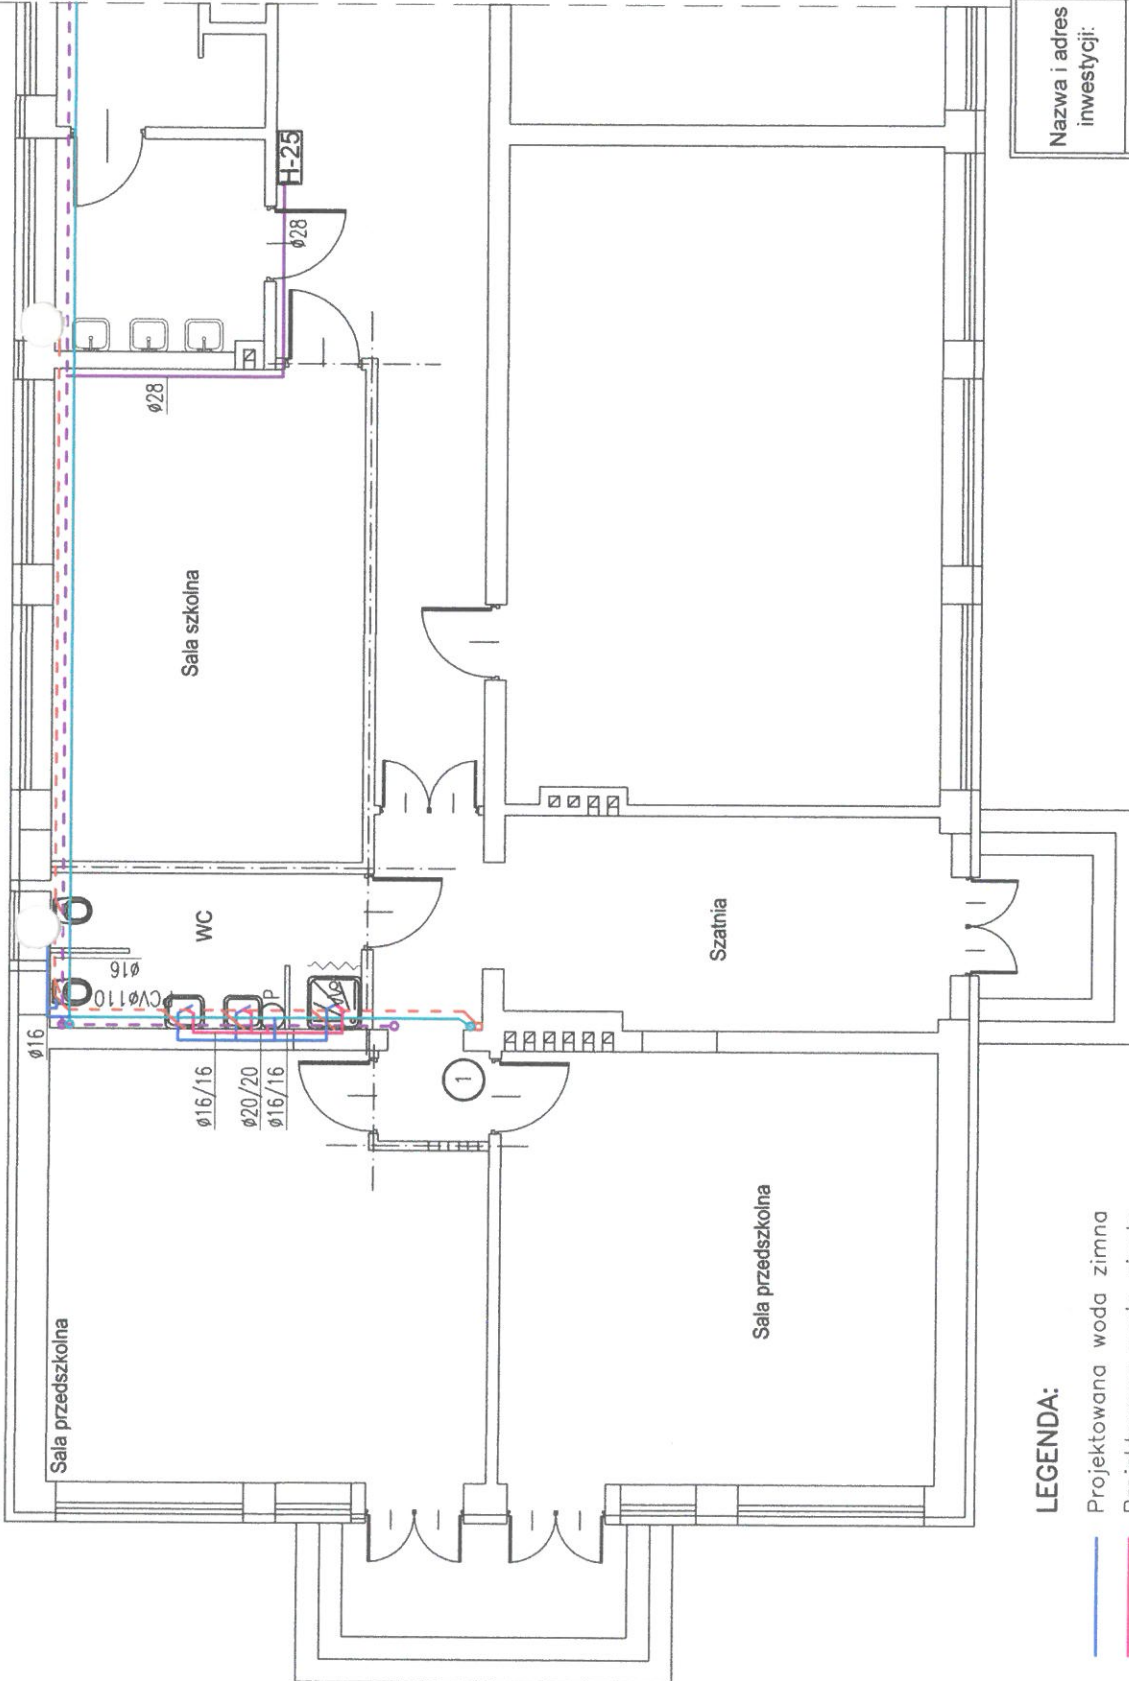 Nazwa i adres
inwestycji:
H-25
ø28
ø28
Sala szkolna
WC
ø16
PCVø110
P
ø16
ø16/16
ø20/20
ø16/16
1
Szatnia
Sala przedszkolna
Sala przedszkolna
LEGENDA:
Projektowana woda zimna